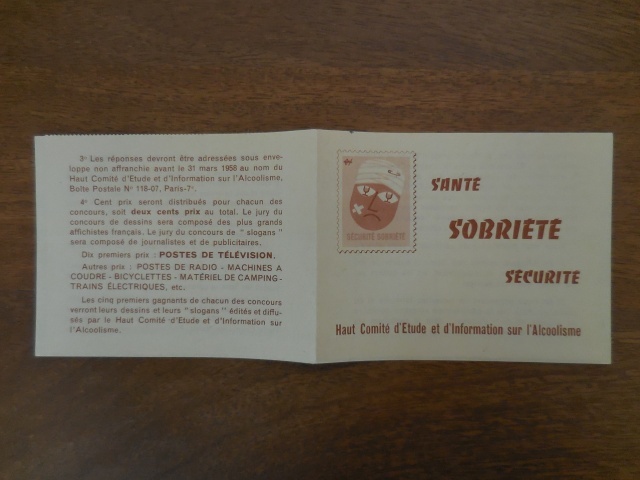 3° Les réponses devront être adressées sous enve-
loppe non affranchie avant le 31 mars 1958 au nom du
Haut Comité d'Etude et d'Information sur l'Alcoolisme,
Boîte Postale N° 118-07, Paris-7e.
4° Cent prix seront distribués pour chacun des
concours, soit deux cents prix au total. Le jury du
concours de dessins sera composé des plus grands
affichistes français. Le jury du concours de "slogans"
sera composé de journalistes et de publicitaires.
Dix premiers prix : POSTES DE TÉLÉVISION.
Autres prix : POSTES DE RADIO - MACHINES A
COUDRE - BICYCLETTES - MATÉRIEL DE CAMPING -
TRAINS ÉLECTRIQUES, etc.
Les cinq premiers gagnants de chacun des concours
verront leurs dessins et leurs "slogans" édités et diffu-
sés par le Haut Comité d'Etude et d'Information sur
l'Alcoolisme.
SÉCURITÉ SOBRIÉTÉ
SANTÉ
SOBRIÉTÉ
SÉCURITÉ
Haut Comité d'Etude et d'Information sur l'Alcoolisme